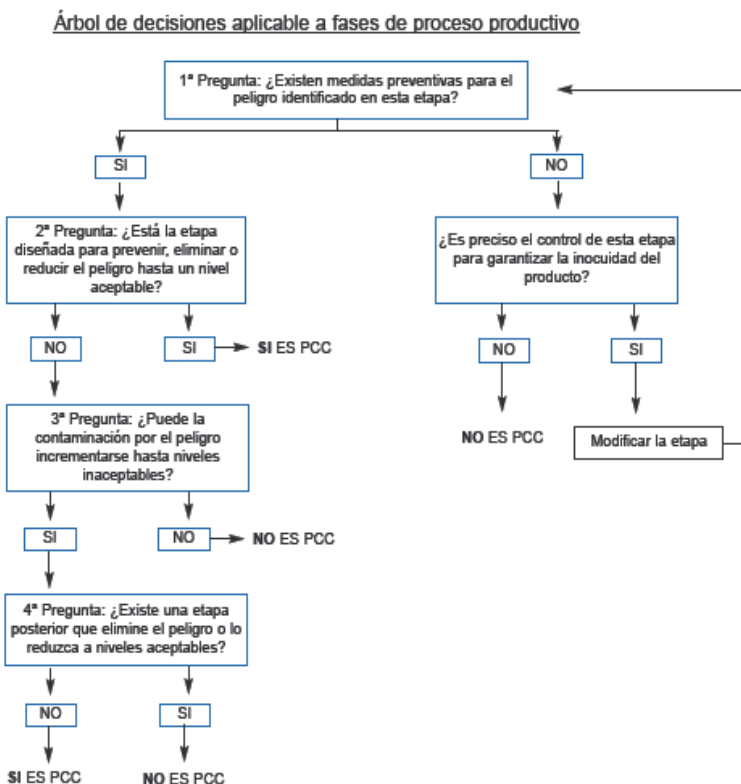 Árbol de decisiones aplicable a fases de proceso productivo
1ª Pregunta: ¿Existen medidas preventivas para el
peligro identificado en esta etapa?
SI
NO
2ª Pregunta: ¿Está la etapa
diseñada para prevenir, eliminar o
reducir el peligro hasta un nivel
aceptable?
¿Es preciso el control de esta etapa
para garantizar la inocuidad del
producto?
NO
SI
SI ES PCC
NO
SI
3ª Pregunta: ¿Puede la
contaminación por el peligro
incrementarse hasta niveles
inaceptables?
NO ES PCC
Modificar la etapa
SI
NO
NO ES PCC
4ª Pregunta: ¿Existe una etapa
posterior que elimine el peligro o lo
reduzca a niveles aceptables?
NO
SI
SI ES PCC
NO ES PCC